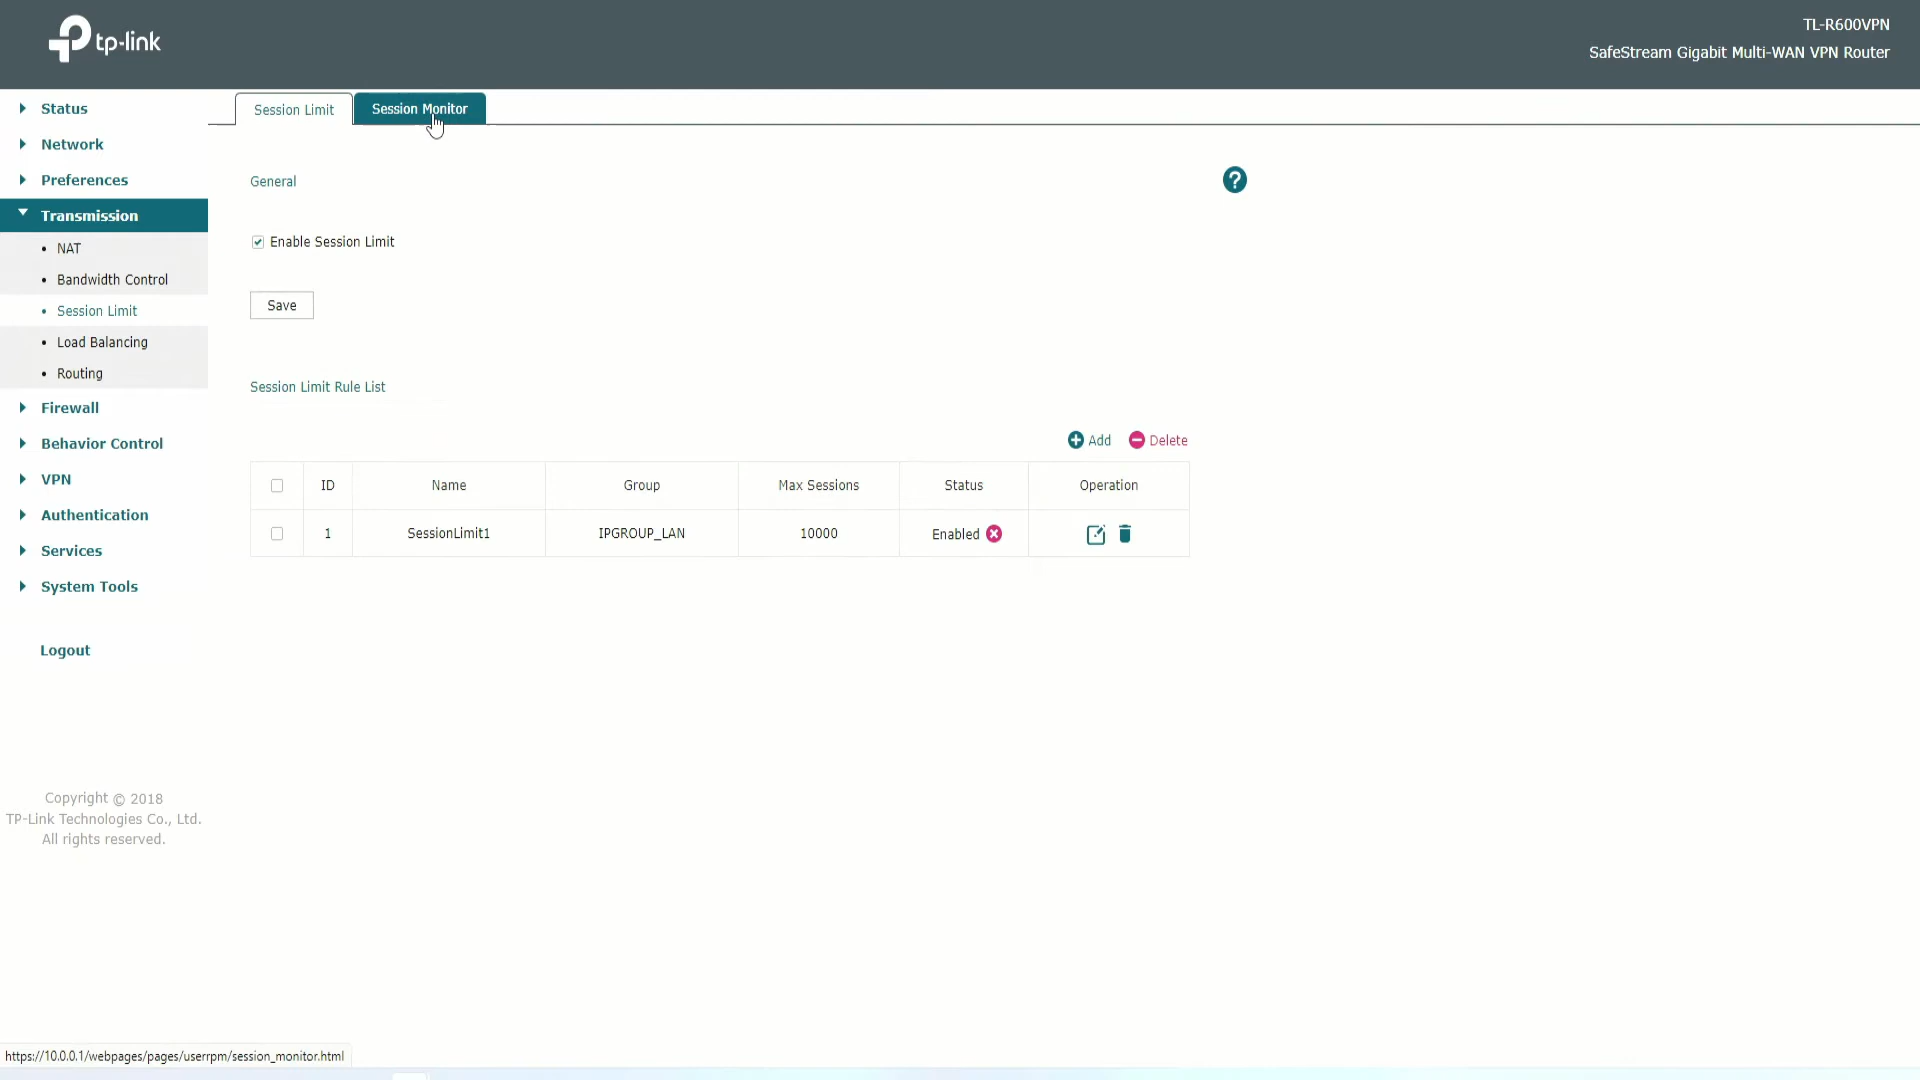 tp-link
TL-R600VPN
SafeStream Gigabit Multi-WAN VPN Router
Status
Network
Preferences
Transmission
NAT
Bandwidth Control
Session Limit
Load Balancing
Routing
Firewall
Behavior Control
VPN
Authentication
Services
System Tools
Logout
Copyright © 2018
TP-Link Technologies Co., Ltd.
All rights reserved.
Session Limit Session Monitor
General
?
Enable Session Limit
Save
Session Limit Rule List
Add Delete
ID Name Group Max Sessions Status Operation
1 SessionLimit1 IPGROUP_LAN 10000 Enabled
https://10.0.0.1/webpages/pages/userrpm/session_monitor.html